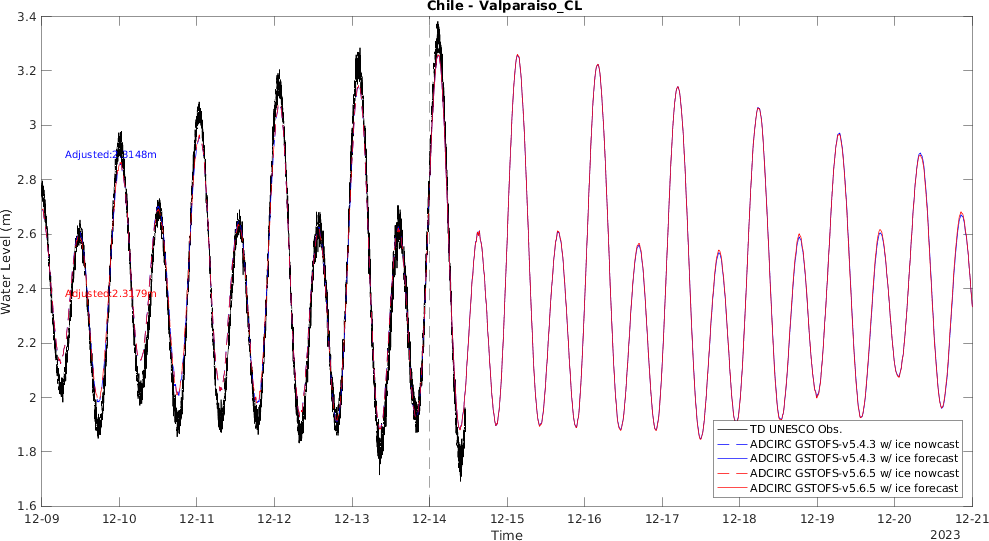 Chile - Valparaiso_CL
3.4
3.2
3
2.8
2.6
2.4
2.2
2
1.8
1.6
Water Level (m)
Adjusted:2.3148m
Adjusted:2.3179m
TD UNESCO Obs.
ADCIRC GSTOFS-v5.4.3 w/ ice nowcast
ADCIRC GSTOFS-v5.4.3 w/ ice forecast
ADCIRC GSTOFS-v5.6.5 w/ ice nowcast
ADCIRC GSTOFS-v5.6.5 w/ ice forecast
12-09 12-10 12-11 12-12 12-13 12-14 12-15 12-16 12-17 12-18 12-19 12-20 12-21
Time
2023